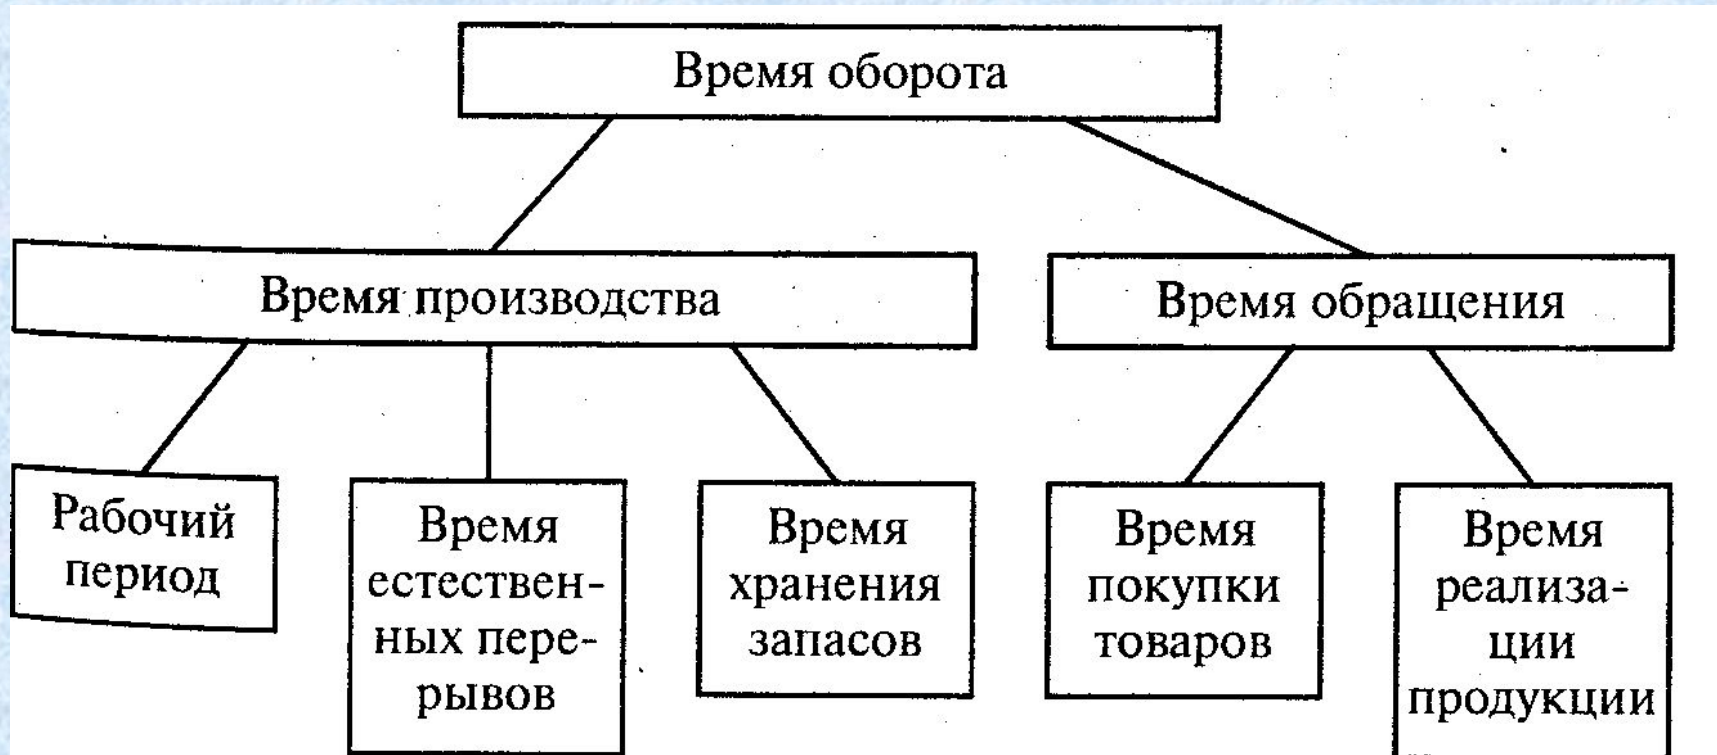 Время оборота
Время производства
Время обращения
Рабочий
период
Время
естествен-
ных пере-
рывов
Время
хранения
запасов
Время
покупки
товаров
Время
реализа-
ции
продукции